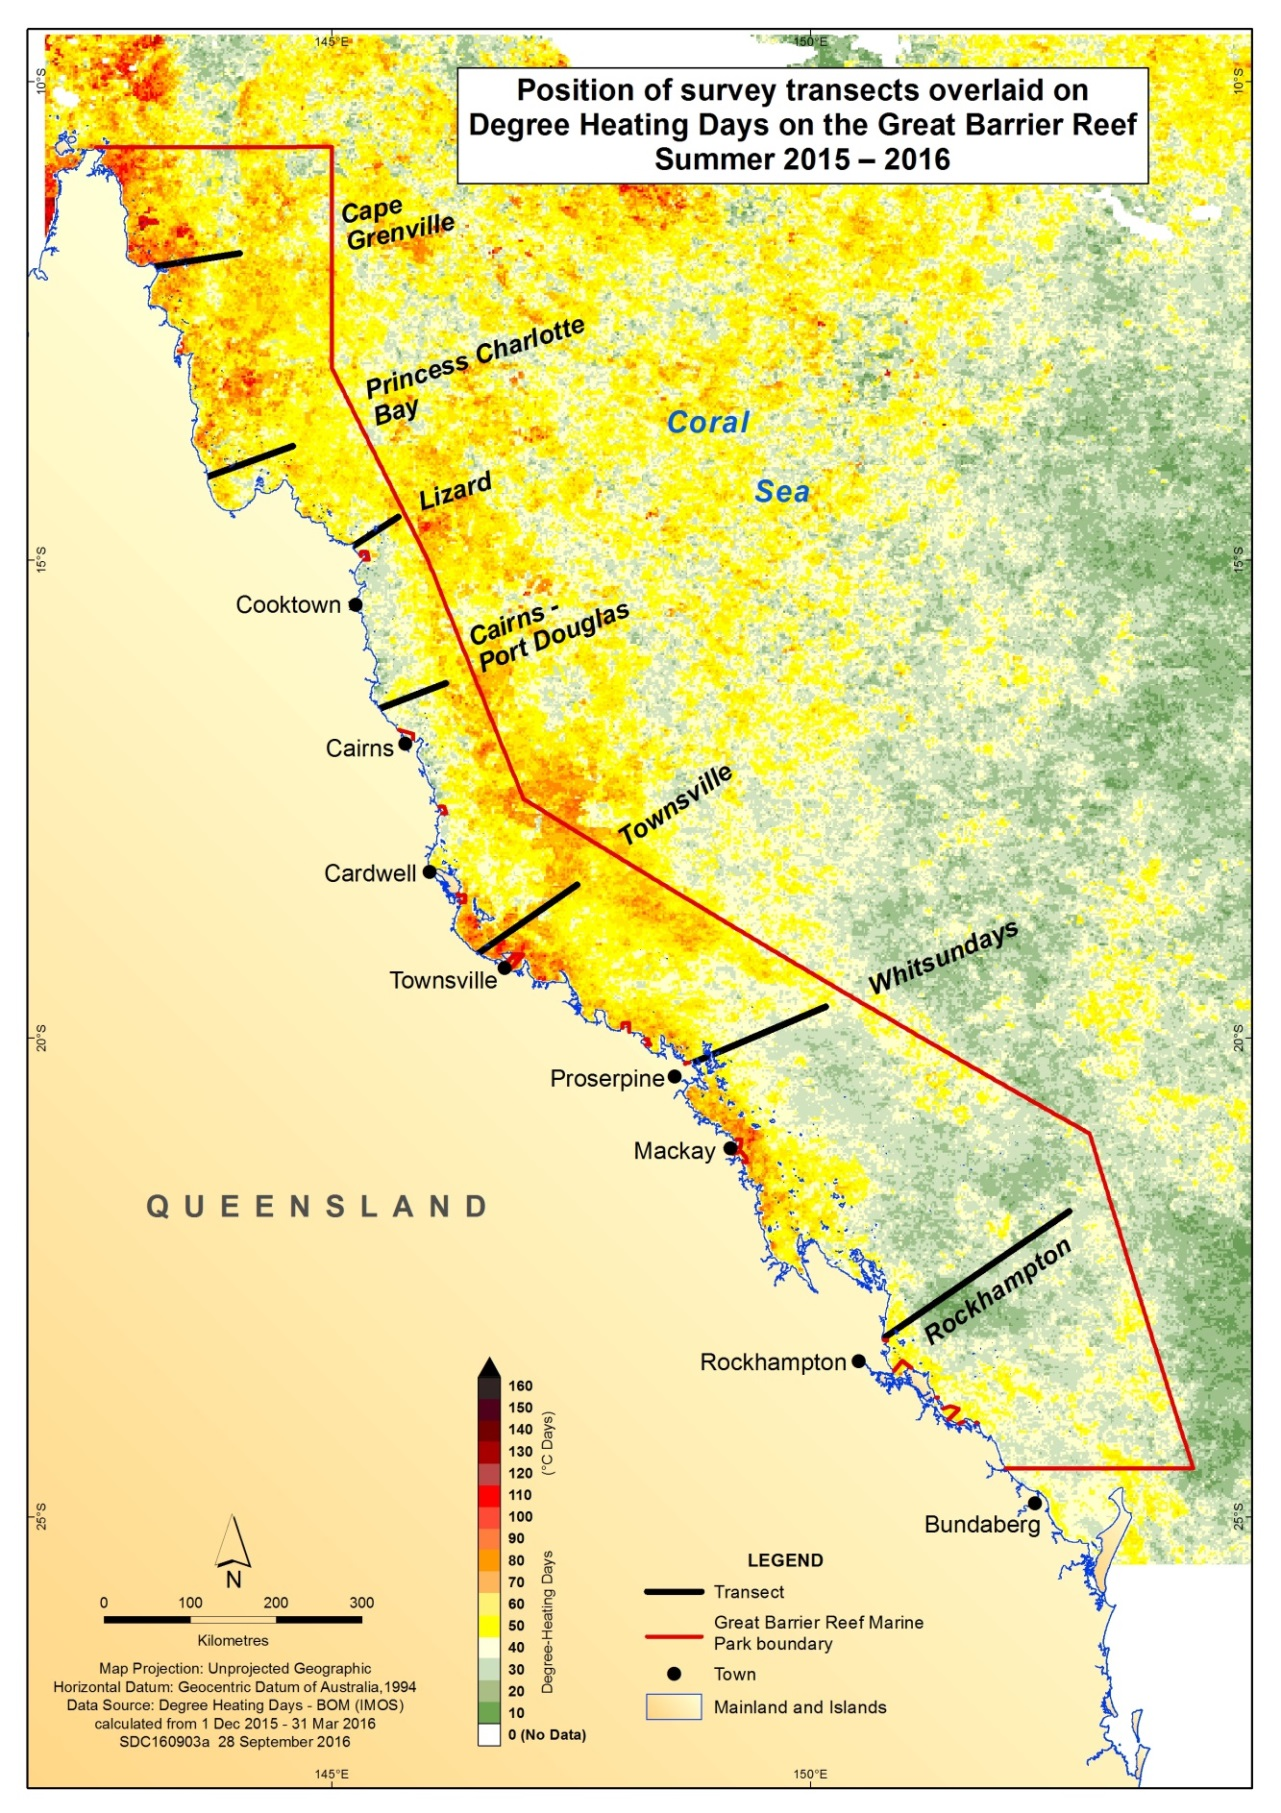 145°E
150°E
10°S
10°S
Position of survey transects overlaid on
Degree Heating Days on the Great Barrier Reef
Summer 2015 – 2016
Cape
Grenville
Princess Charlotte
Bay
Coral
Sea
Lizard
15°S
15°S
Cooktown
Cairns -
Port Douglas
Cairns
Townsville
Cardwell
Whitsundays
Townsville
20°S
20°S
Proserpine
Mackay
QUEENSLAND
Rockhampton
Rockhampton
25°S
25°S
Bundaberg
160
150
140
130
120
110
100
90
80
70
60
50
40
30
20
10
0 (No Data)
(°C Days)
Degree-Heating Days
N
0 100 200 300
Kilometres
Map Projection: Unprojected Geographic
Horizontal Datum: Geocentric Datum of Australia,1994
Data Source: Degree Heating Days - BOM (IMOS)
calculated from 1 Dec 2015 - 31 Mar 2016
SDC160903a 28 September 2016
LEGEND
Transect
Great Barrier Reef Marine
Park boundary
Town
Mainland and Islands
145°E
150°E